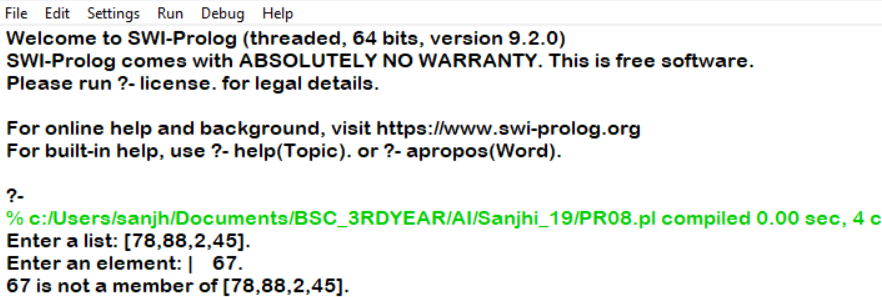 File Edit Settings Run Debug Help
Welcome to SWI-Prolog (threaded, 64 bits, version 9.2.0)
SWI-Prolog comes with ABSOLUTELY NO WARRANTY. This is free software.
Please run ?- license. for legal details.
For online help and background, visit https://www.swi-prolog.org
For built-in help, use ?- help(Topic). or ?- apropos(Word).
?-
% c:/Users/sanjh/Documents/BSC_3RDYEAR/AI/Sanjhi_19/PR08.pl compiled 0.00 sec, 4 c
Enter a list: [78,88,2,45].
Enter an element: | 67.
67 is not a member of [78,88,2,45].